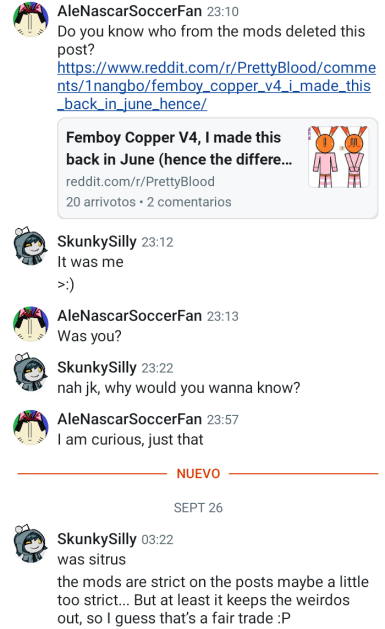 AleNascarSoccerFan 23:10
Do you know who from the mods deleted this
post?
https://www.reddit.com/r/PrettyBlood/comme
nts/1nangbo/femboy_copper_v4_i_made_this
_back_in_june_hence/
Femboy Copper V4, I made this
back in June (hence the differe...
reddit.com/r/PrettyBlood
20 arrivotos • 2 comentarios
SkunkySilly 23:12
It was me
>:)
AleNascarSoccerFan 23:13
Was you?
SkunkySilly 23:22
nah jk, why would you wanna know?
AleNascarSoccerFan 23:57
I am curious, just that
NUEVO
SEPT 26
SkunkySilly 03:22
was sitrus
the mods are strict on the posts maybe a little
too strict... But at least it keeps the weirdos
out, so I guess that's a fair trade :P